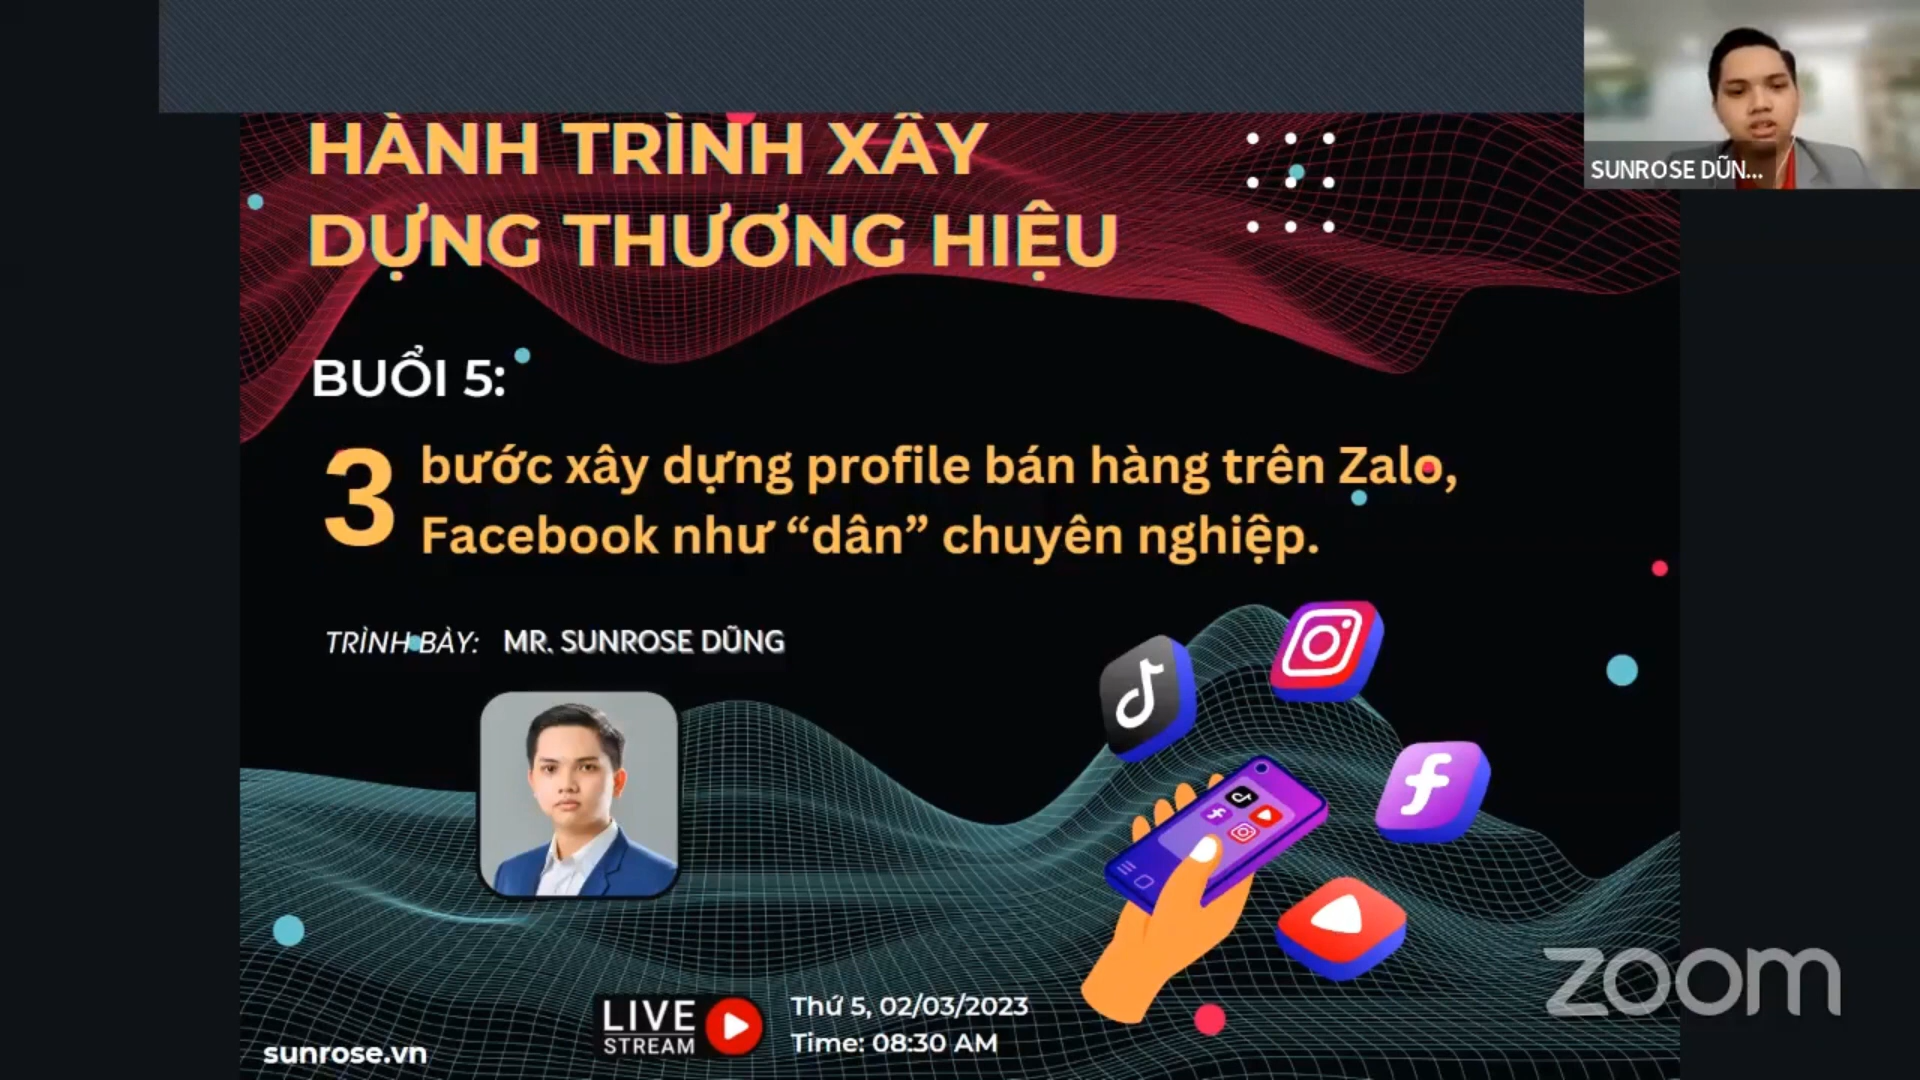 SUNROSE DŨN...
HÀNH TRÌNH XÂY
DỰNG THƯƠNG HIỆU
BUỔI 5:
3 bước xây dựng profile bán hàng trên Zalo,
Facebook như “dân” chuyên nghiệp.
TRÌNH BÀY: MR. SUNROSE DŨNG
LIVE
STREAM
Thứ 5, 02/03/2023
Time: 08:30 AM
sunrose.vn
zoom